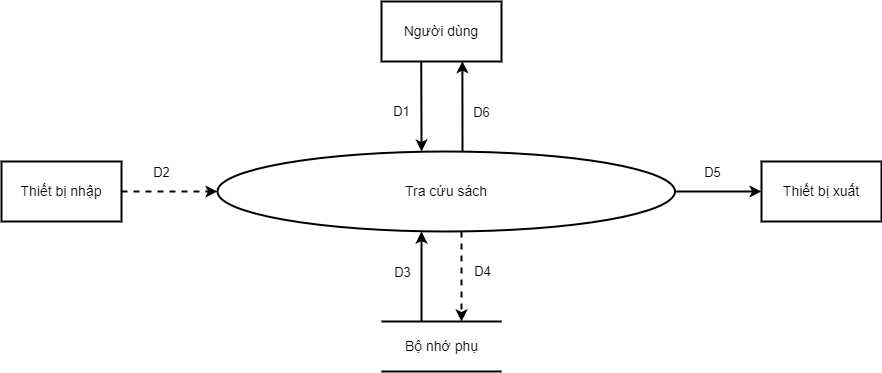 Người dùng
D1
D6
Thiết bị nhập
D2
Tra cứu sách
D5
Thiết bị xuất
D3
D4
Bộ nhớ phụ